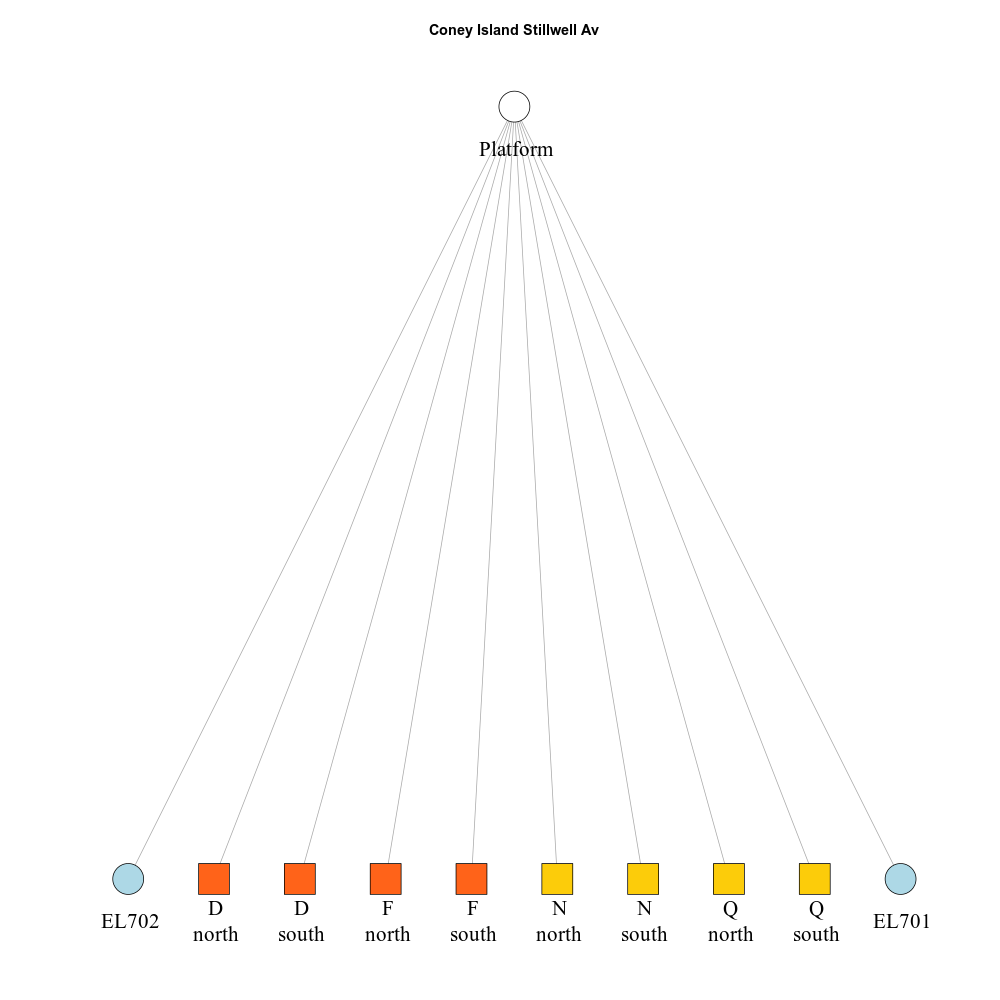 Coney Island Stillwell Av
Platform
EL702
D
north
D
south
F
north
F
south
N
north
N
south
Q
north
Q
south
EL701